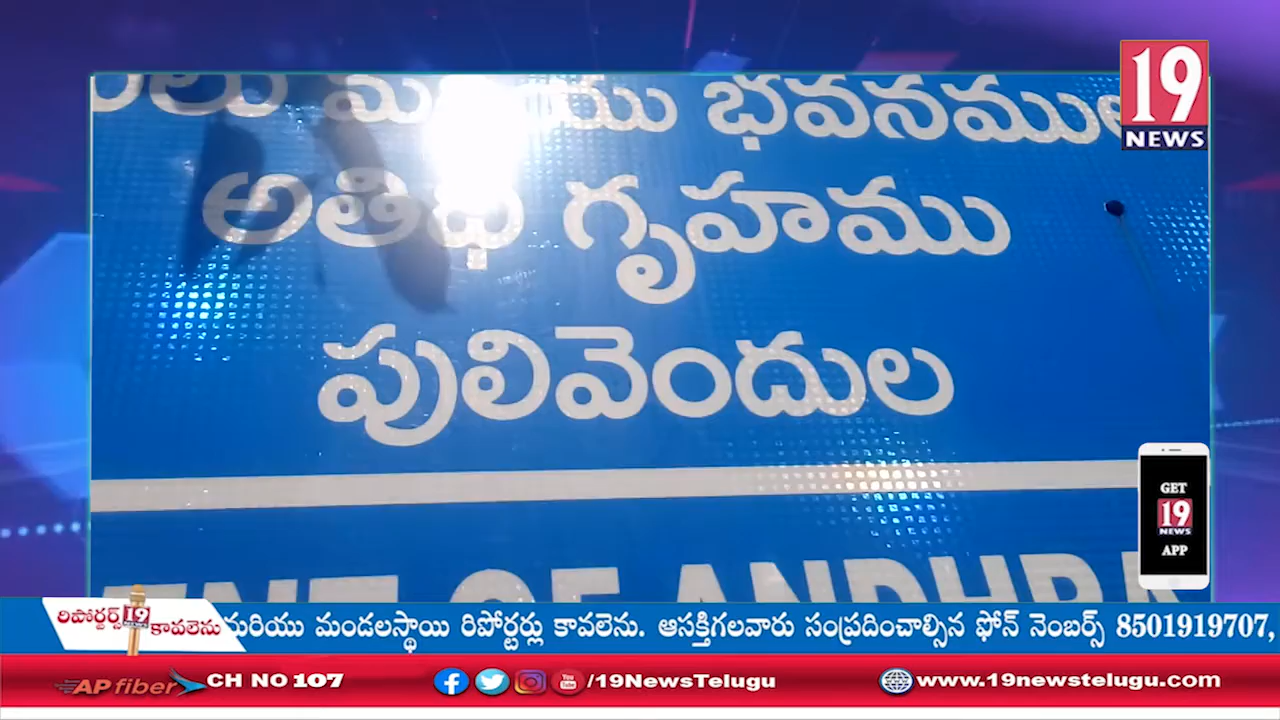 19
NEWS
భవనముల
అతిథి గృహము
పులివెందుల
GET
19
NEWS
APP
OF ANDHRA
రిపోర్టర్స్ 19 కావలెను
మరియు మండలస్థాయి రిపోర్టర్లు కావలెను. ఆసక్తిగలవారు సంప్రదించాల్సిన ఫోన్ నెంబర్స్ 8501919707,
AP fiber CH NO 107
/19NewsTelugu
www.19newstelugu.com